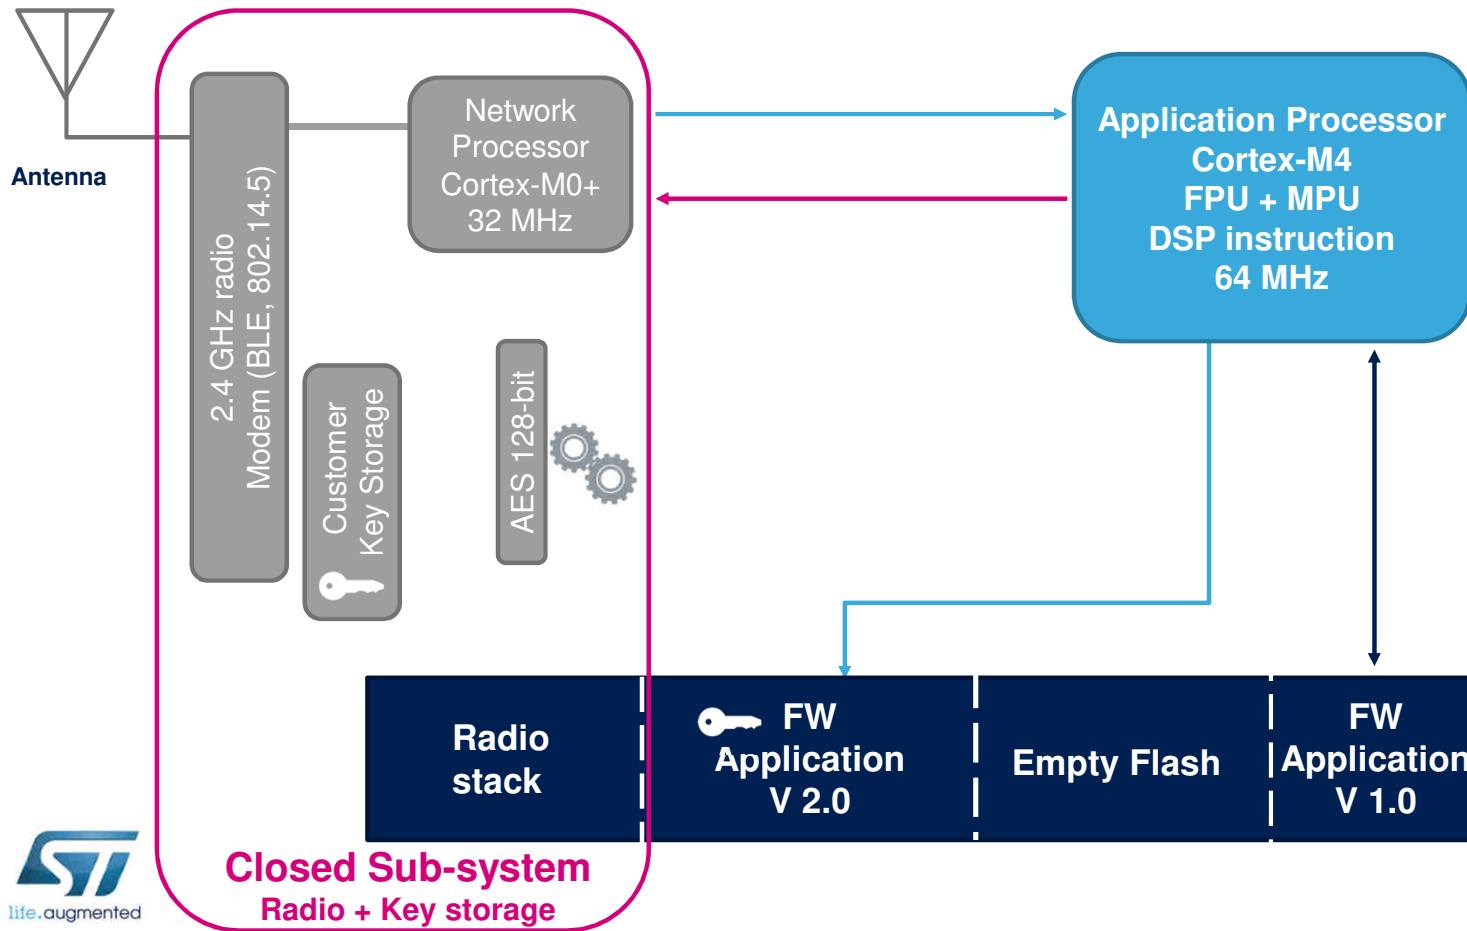 Antenna
2.4 GHz radio
Modem (BLE, 802.14.5)
Network
Processor
Cortex-M0+
32 MHz
Customer
Key Storage
AES 128-bit
Application Processor
Cortex-M4
FPU + MPU
DSP instruction
64 MHz
Radio
stack
FW
Application
V 2.0
Empty Flash
FW
Application
V 1.0
Closed Sub-system
Radio + Key storage
ST
life.augmented